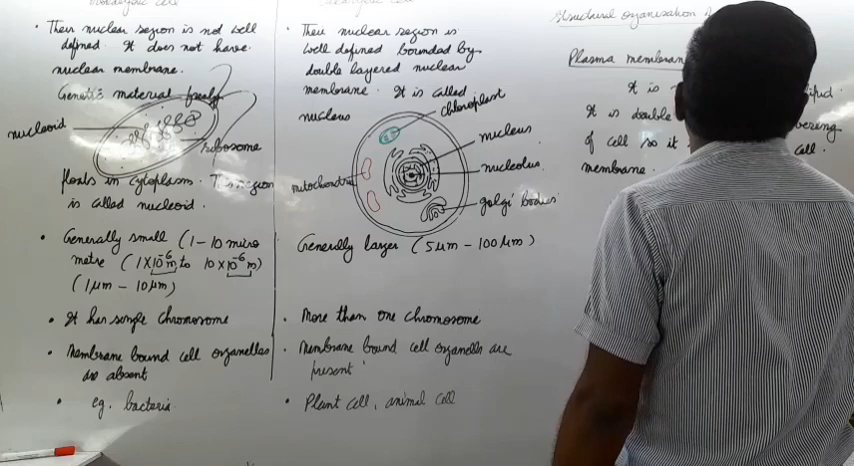 cell
cell
• Their nuclear region is not well
defined. It does not have
nuclear membrane.
Genetic material freely
nucleoid
ribosome
floats in cytoplasm. This region
is called nucleoid.
• Generally small (1-10 micro
metre (1×10⁻⁶m to 10×10⁻⁶m)
(1μm - 10μm)
• It has single chromosome
• Membrane bound cell organelles
are absent
• eg. bacteria
• Their nuclear region is
well defined bounded by
double layered nuclear
membrane. It is called
nucleus
chloroplast
nucleus
nucleolus
mitochondria
golgi bodies
Generally larger (5μm - 100μm)
• More than one chromosome
• Membrane bound cell organells are
present
• Plant cell, animal cell
Structural organisation
Plasma membran
It is
It is double
of cell so it cell.
membrane.